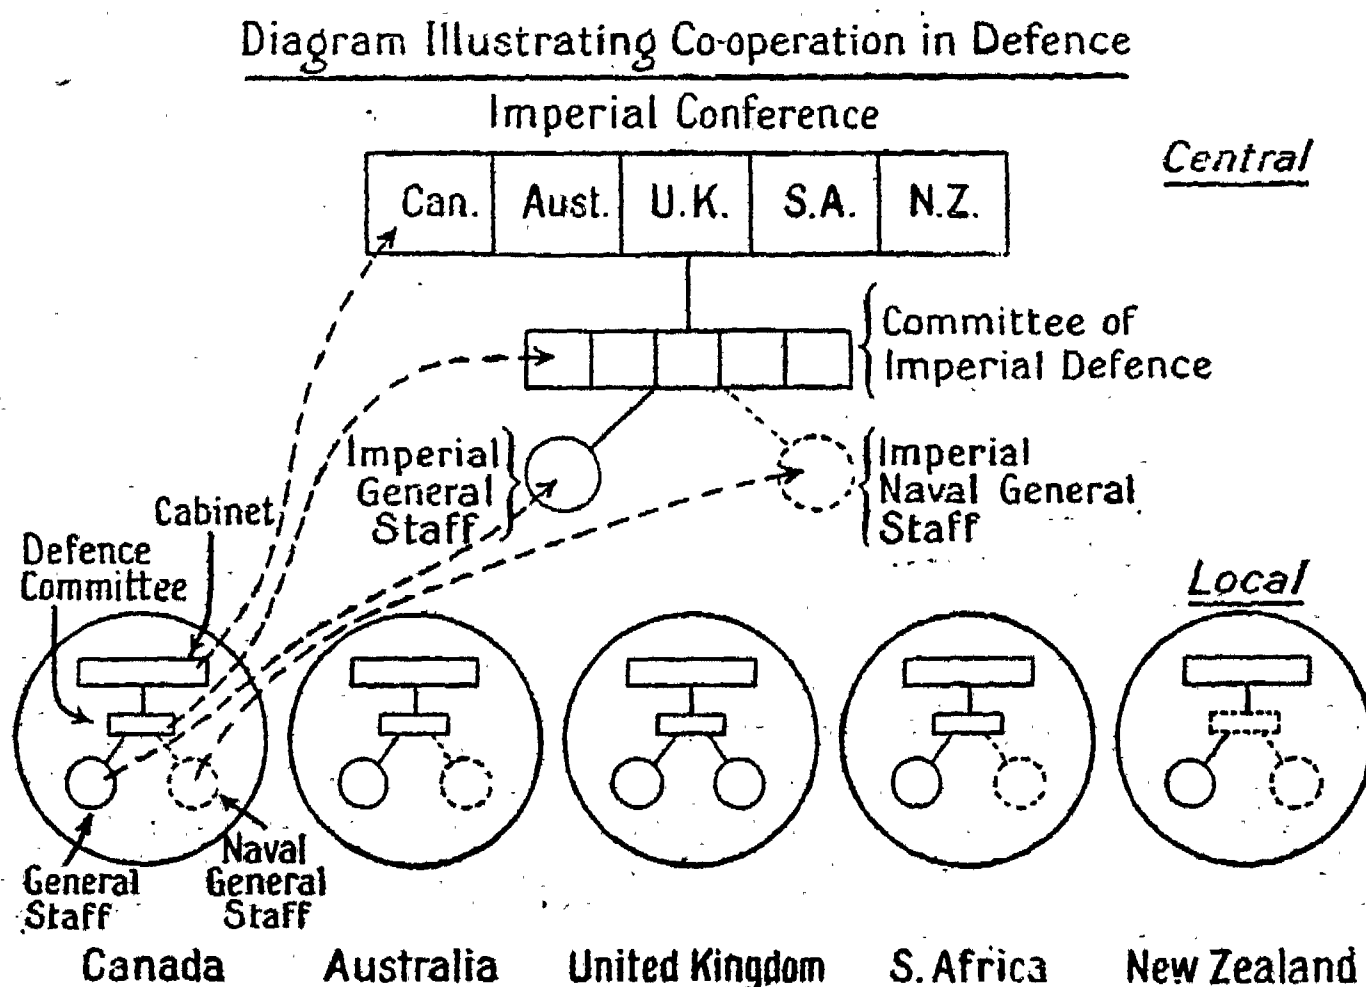 Diagram Illustrating Co-operation in Defence
Imperial Conference
Central
Can. Aust. U.K. S.A. N.Z.
Committee of
Imperial Defence
Imperial
General
Staff
Imperial
Naval General
Staff
Cabinet
Defence
Committee
Local
General
Staff
Naval
General
Staff
Canada
Australia
United Kingdom
S. Africa
New Zealand